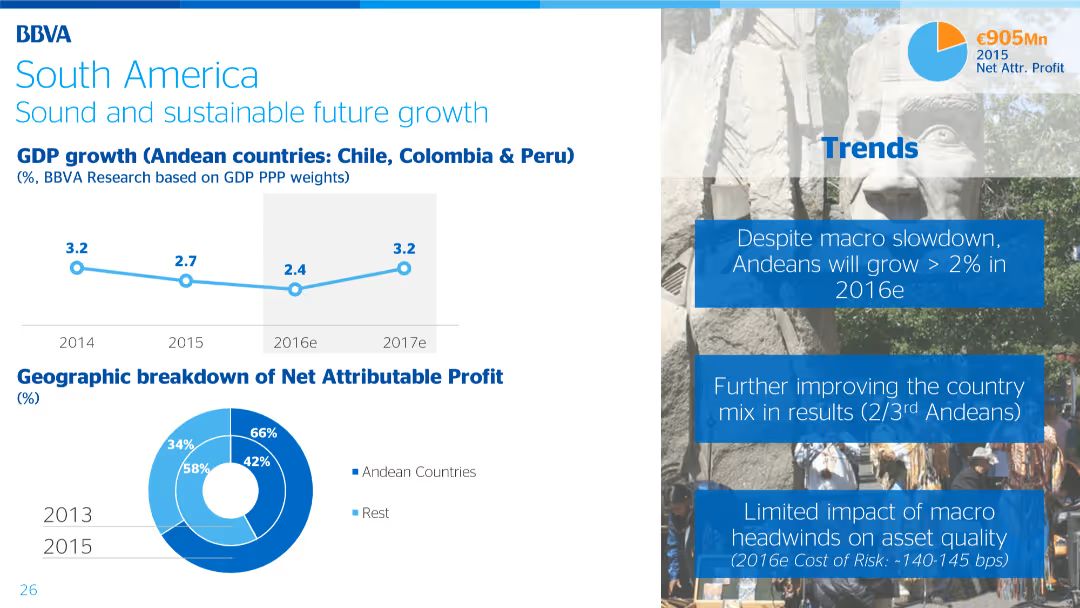 BBVA
South America
Sound and sustainable future growth
GDP growth (Andean countries: Chile, Colombia & Peru)
(%, BBVA Research based on GDP PPP weights)
3.2
2.7
2.4
3.2
2014
2015
2016e
2017e
Geographic breakdown of Net Attributable Profit
(%)
34%
66%
58%
42%
Andean Countries
Rest
2013
2015
26
€905Mn
2015
Net Attr. Profit
Trends
Despite macro slowdown,
Andeans will grow > 2% in
2016e
Further improving the country
mix in results (2/3rd Andeans)
Limited impact of macro
headwinds on asset quality
(2016e Cost of Risk: ~140-145 bps)